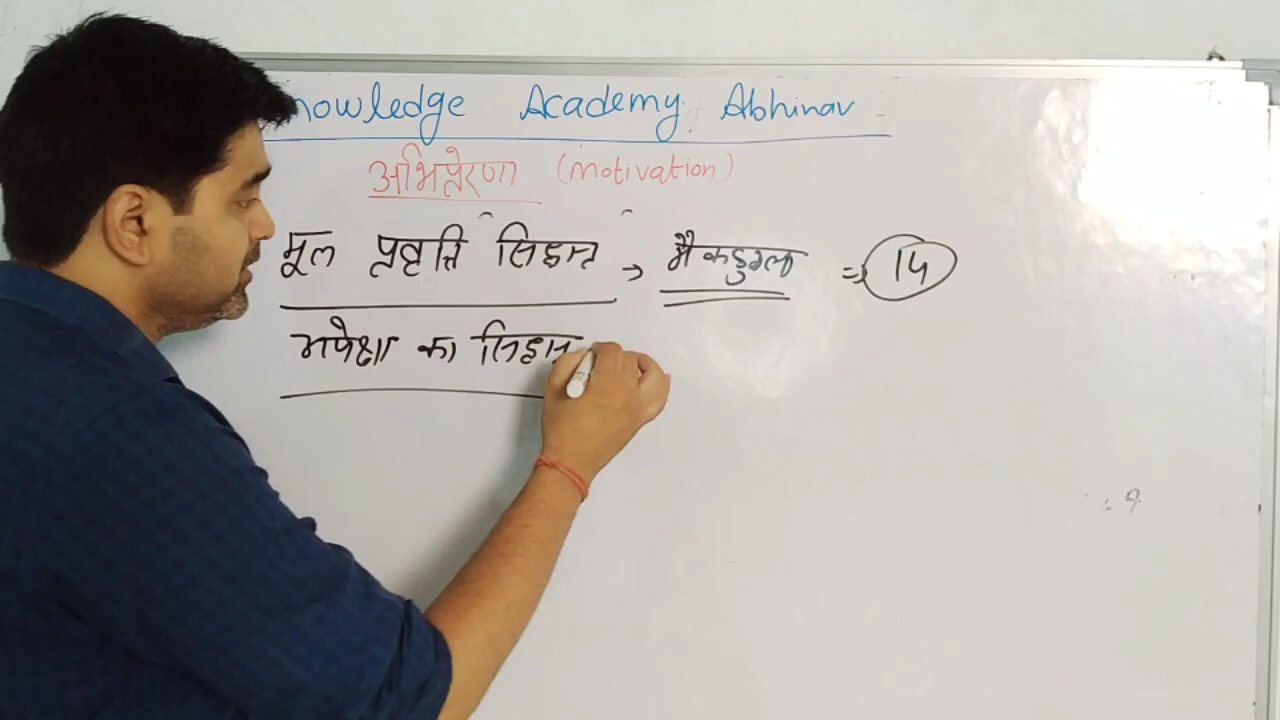 nowledge Academy Abhinav
अभिप्रेरणा (Motivation)
मूल प्रवृत्ति सिद्धान्त → मैकडुगल ⇒ 14
अपेक्षा का सिद्धान्त